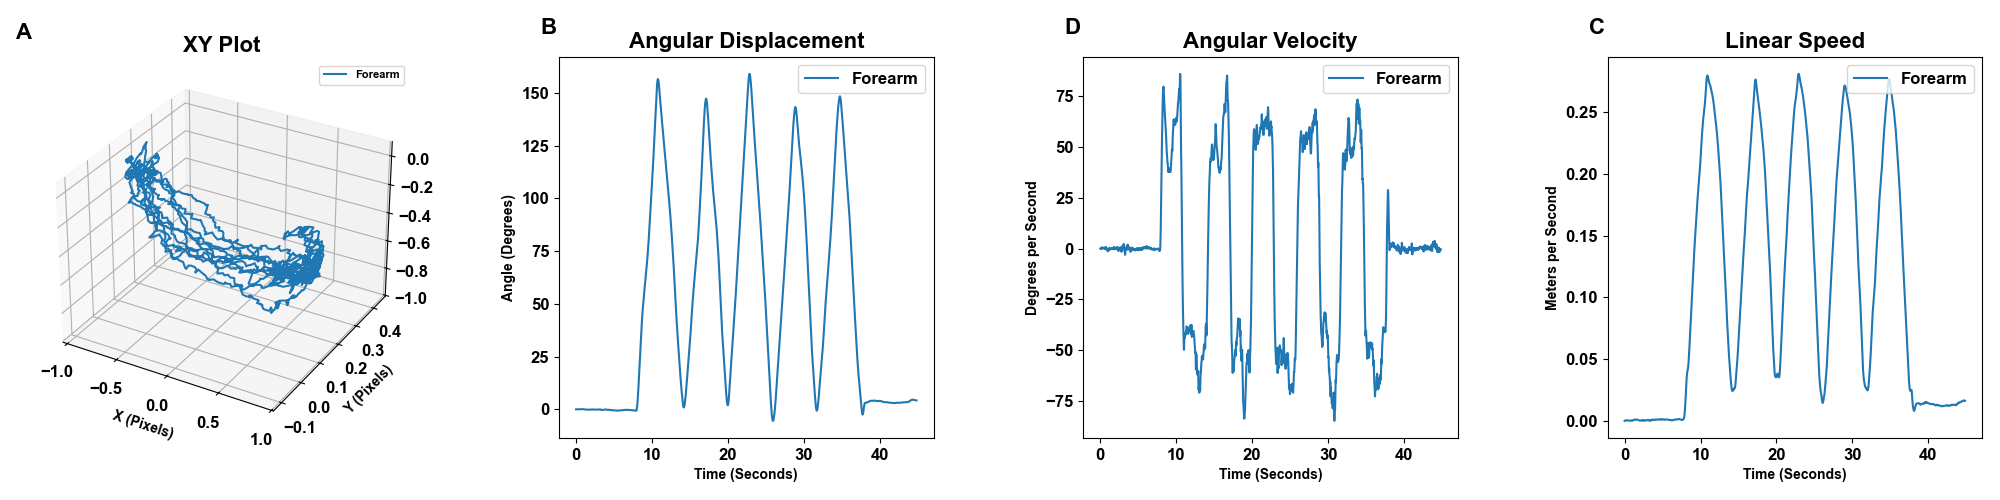 A
XY Plot
Forearm
0.0
−0.2
−0.4
−0.6
−0.8
−1.0
0.4
0.3
0.2
0.1
0.0
−0.1
Y (Pixels)
−1.0
−0.5
0.0
0.5
1.0
X (Pixels)
B
Angular Displacement
Forearm
150
125
100
75
50
25
0
Angle (Degrees)
0 10 20 30 40
Time (Seconds)
D
Angular Velocity
Forearm
75
50
25
0
−25
−50
−75
Degrees per Second
0 10 20 30 40
Time (Seconds)
C
Linear Speed
Forearm
0.25
0.20
0.15
0.10
0.05
0.00
Meters per Second
0 10 20 30 40
Time (Seconds)